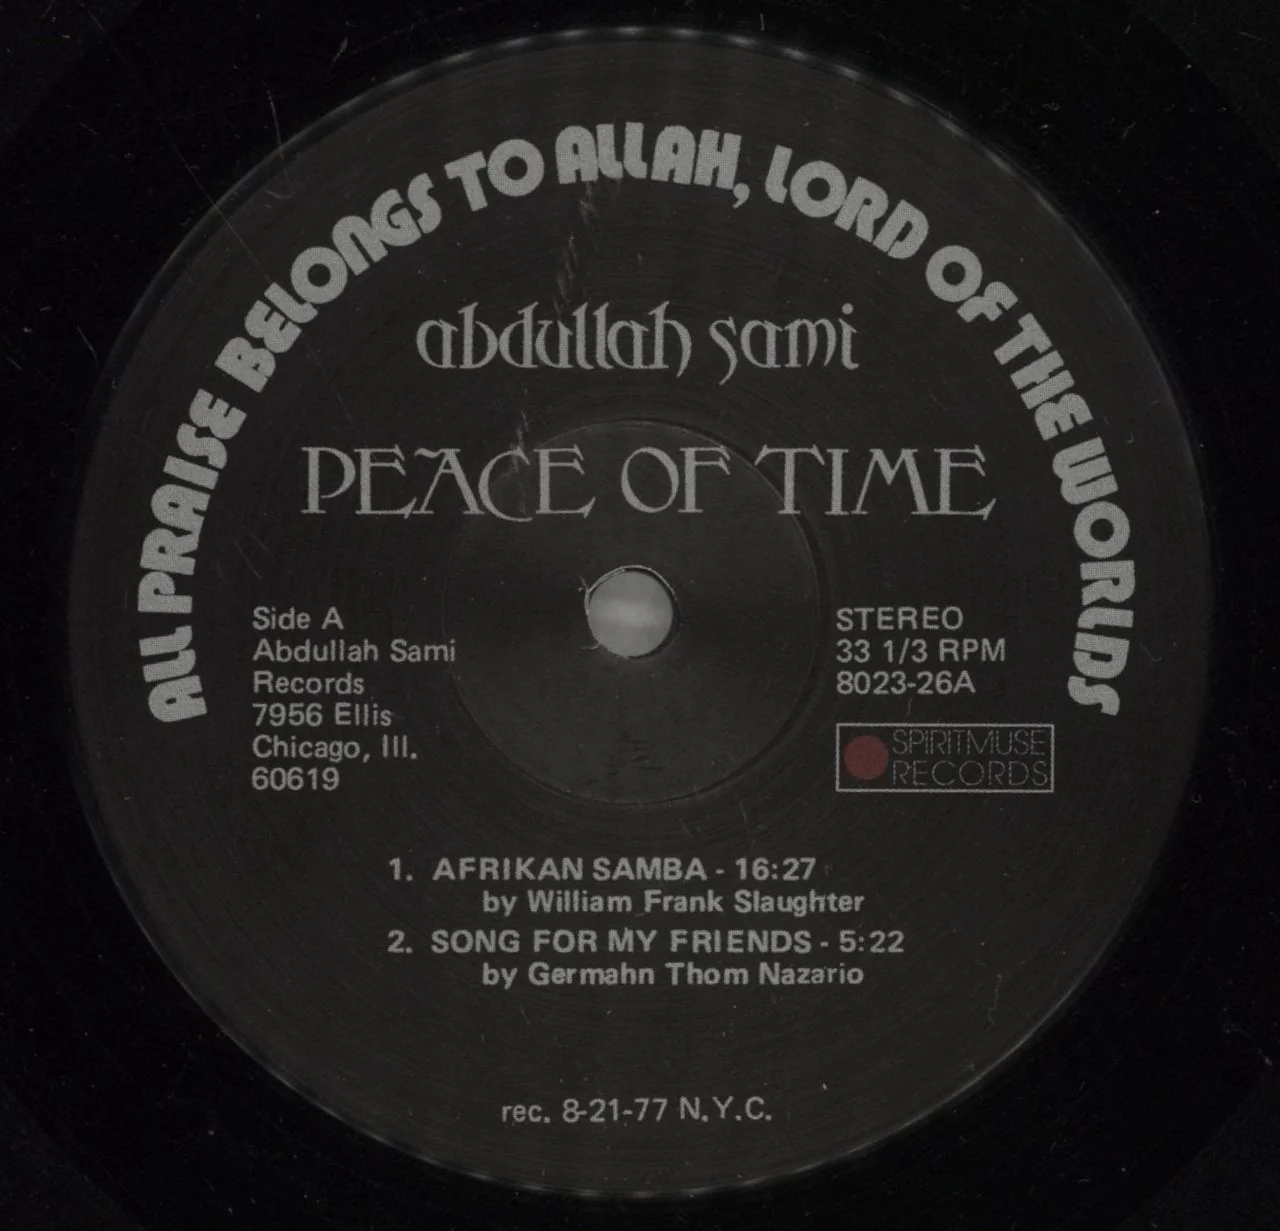 ALL PRAISE BELONGS TO ALLAH, LORD OF THE WORLDS
abdullah sami
PEACE OF TIME
Side A
Abdullah Sami
Records
7956 Ellis
Chicago, Ill.
60619
STEREO
33 1/3 RPM
8023-26A
SPIRITMUSE
RECORDS
1. AFRIKAN SAMBA - 16:27
by William Frank Slaughter
2. SONG FOR MY FRIENDS - 5:22
by Germahn Thom Nazario
rec. 8-21-77 N.Y.C.